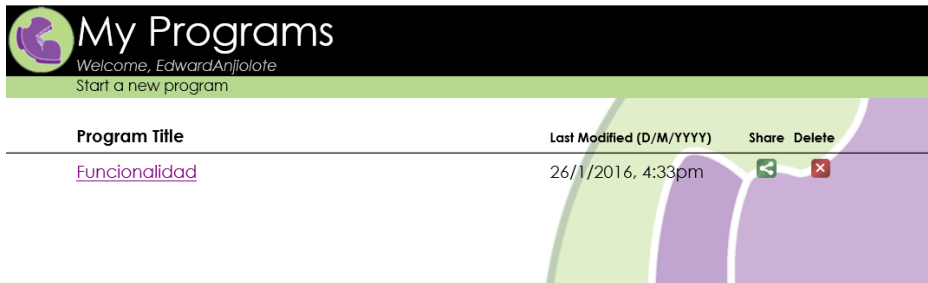 My Programs
Welcome, EdwardAnjiolote
Start a new program
Program Title Last Modified (D/M/YYYY) Share Delete
Funcionalidad 26/1/2016, 4:33pm